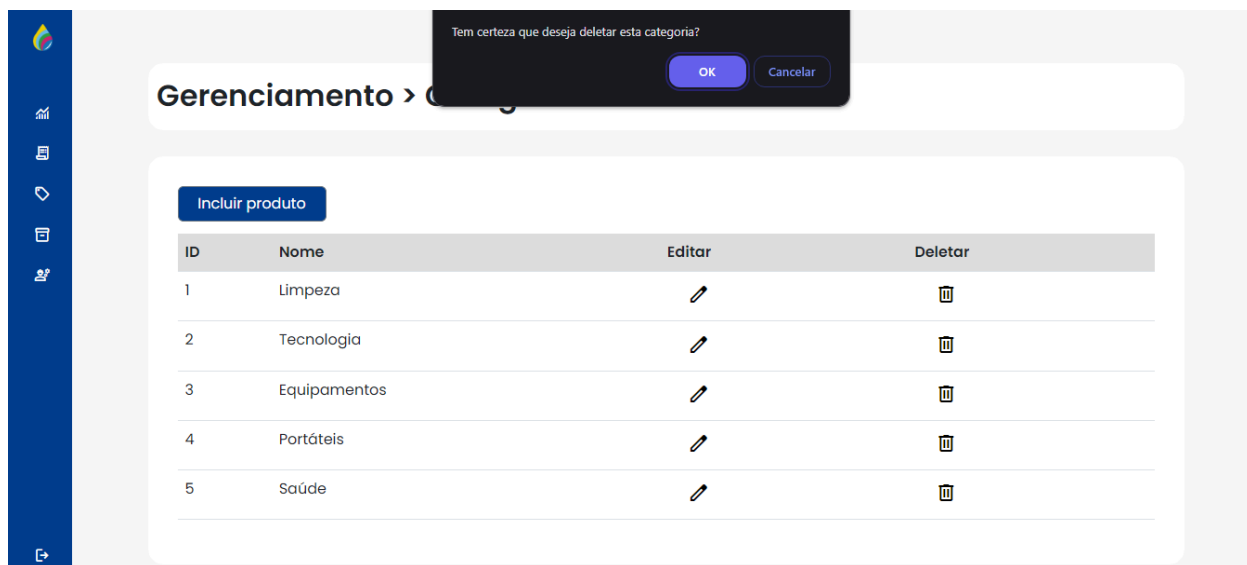 Tem certeza que deseja deletar esta categoria?
OK Cancelar
Gerenciamento >
Incluir produto
ID Nome Editar Deletar
1 Limpeza
2 Tecnologia
3 Equipamentos
4 Portáteis
5 Saúde